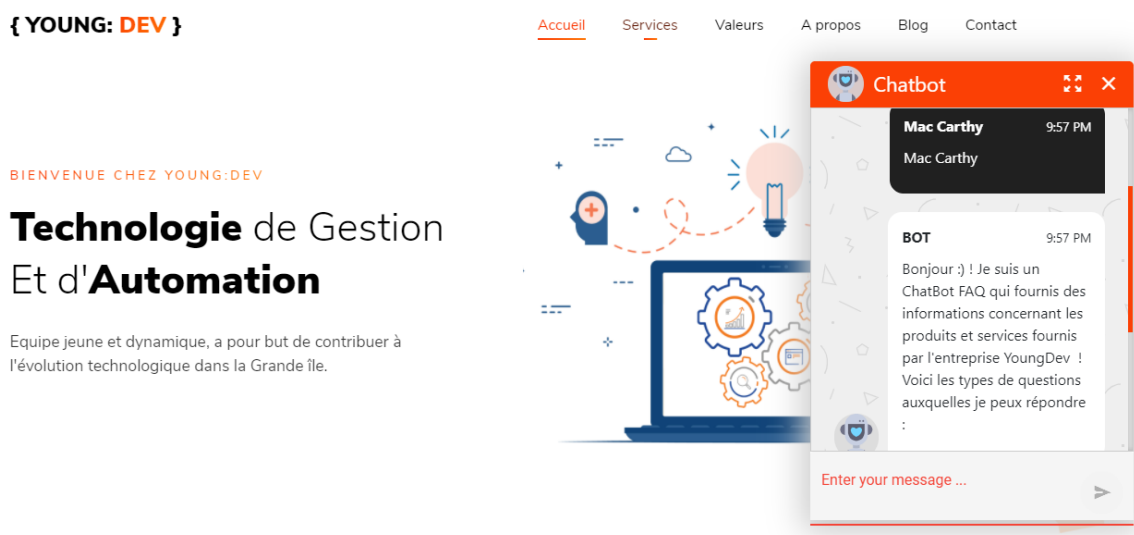 { YOUNG: DEV }
Accueil Services Valeurs A propos Blog Contact
BIENVENUE CHEZ YOUNG:DEV
Technologie de Gestion
Et d'Automation
Equipe jeune et dynamique, a pour but de contribuer à
l'évolution technologique dans la Grande île.
Chatbot
Mac Carthy 9:57 PM
Mac Carthy
BOT 9:57 PM
Bonjour :) ! Je suis un
ChatBot FAQ qui fournis des
informations concernant les
produits et services fournis
par l'entreprise YoungDev !
Voici les types de questions
auxquelles je peux répondre
:
Enter your message ...